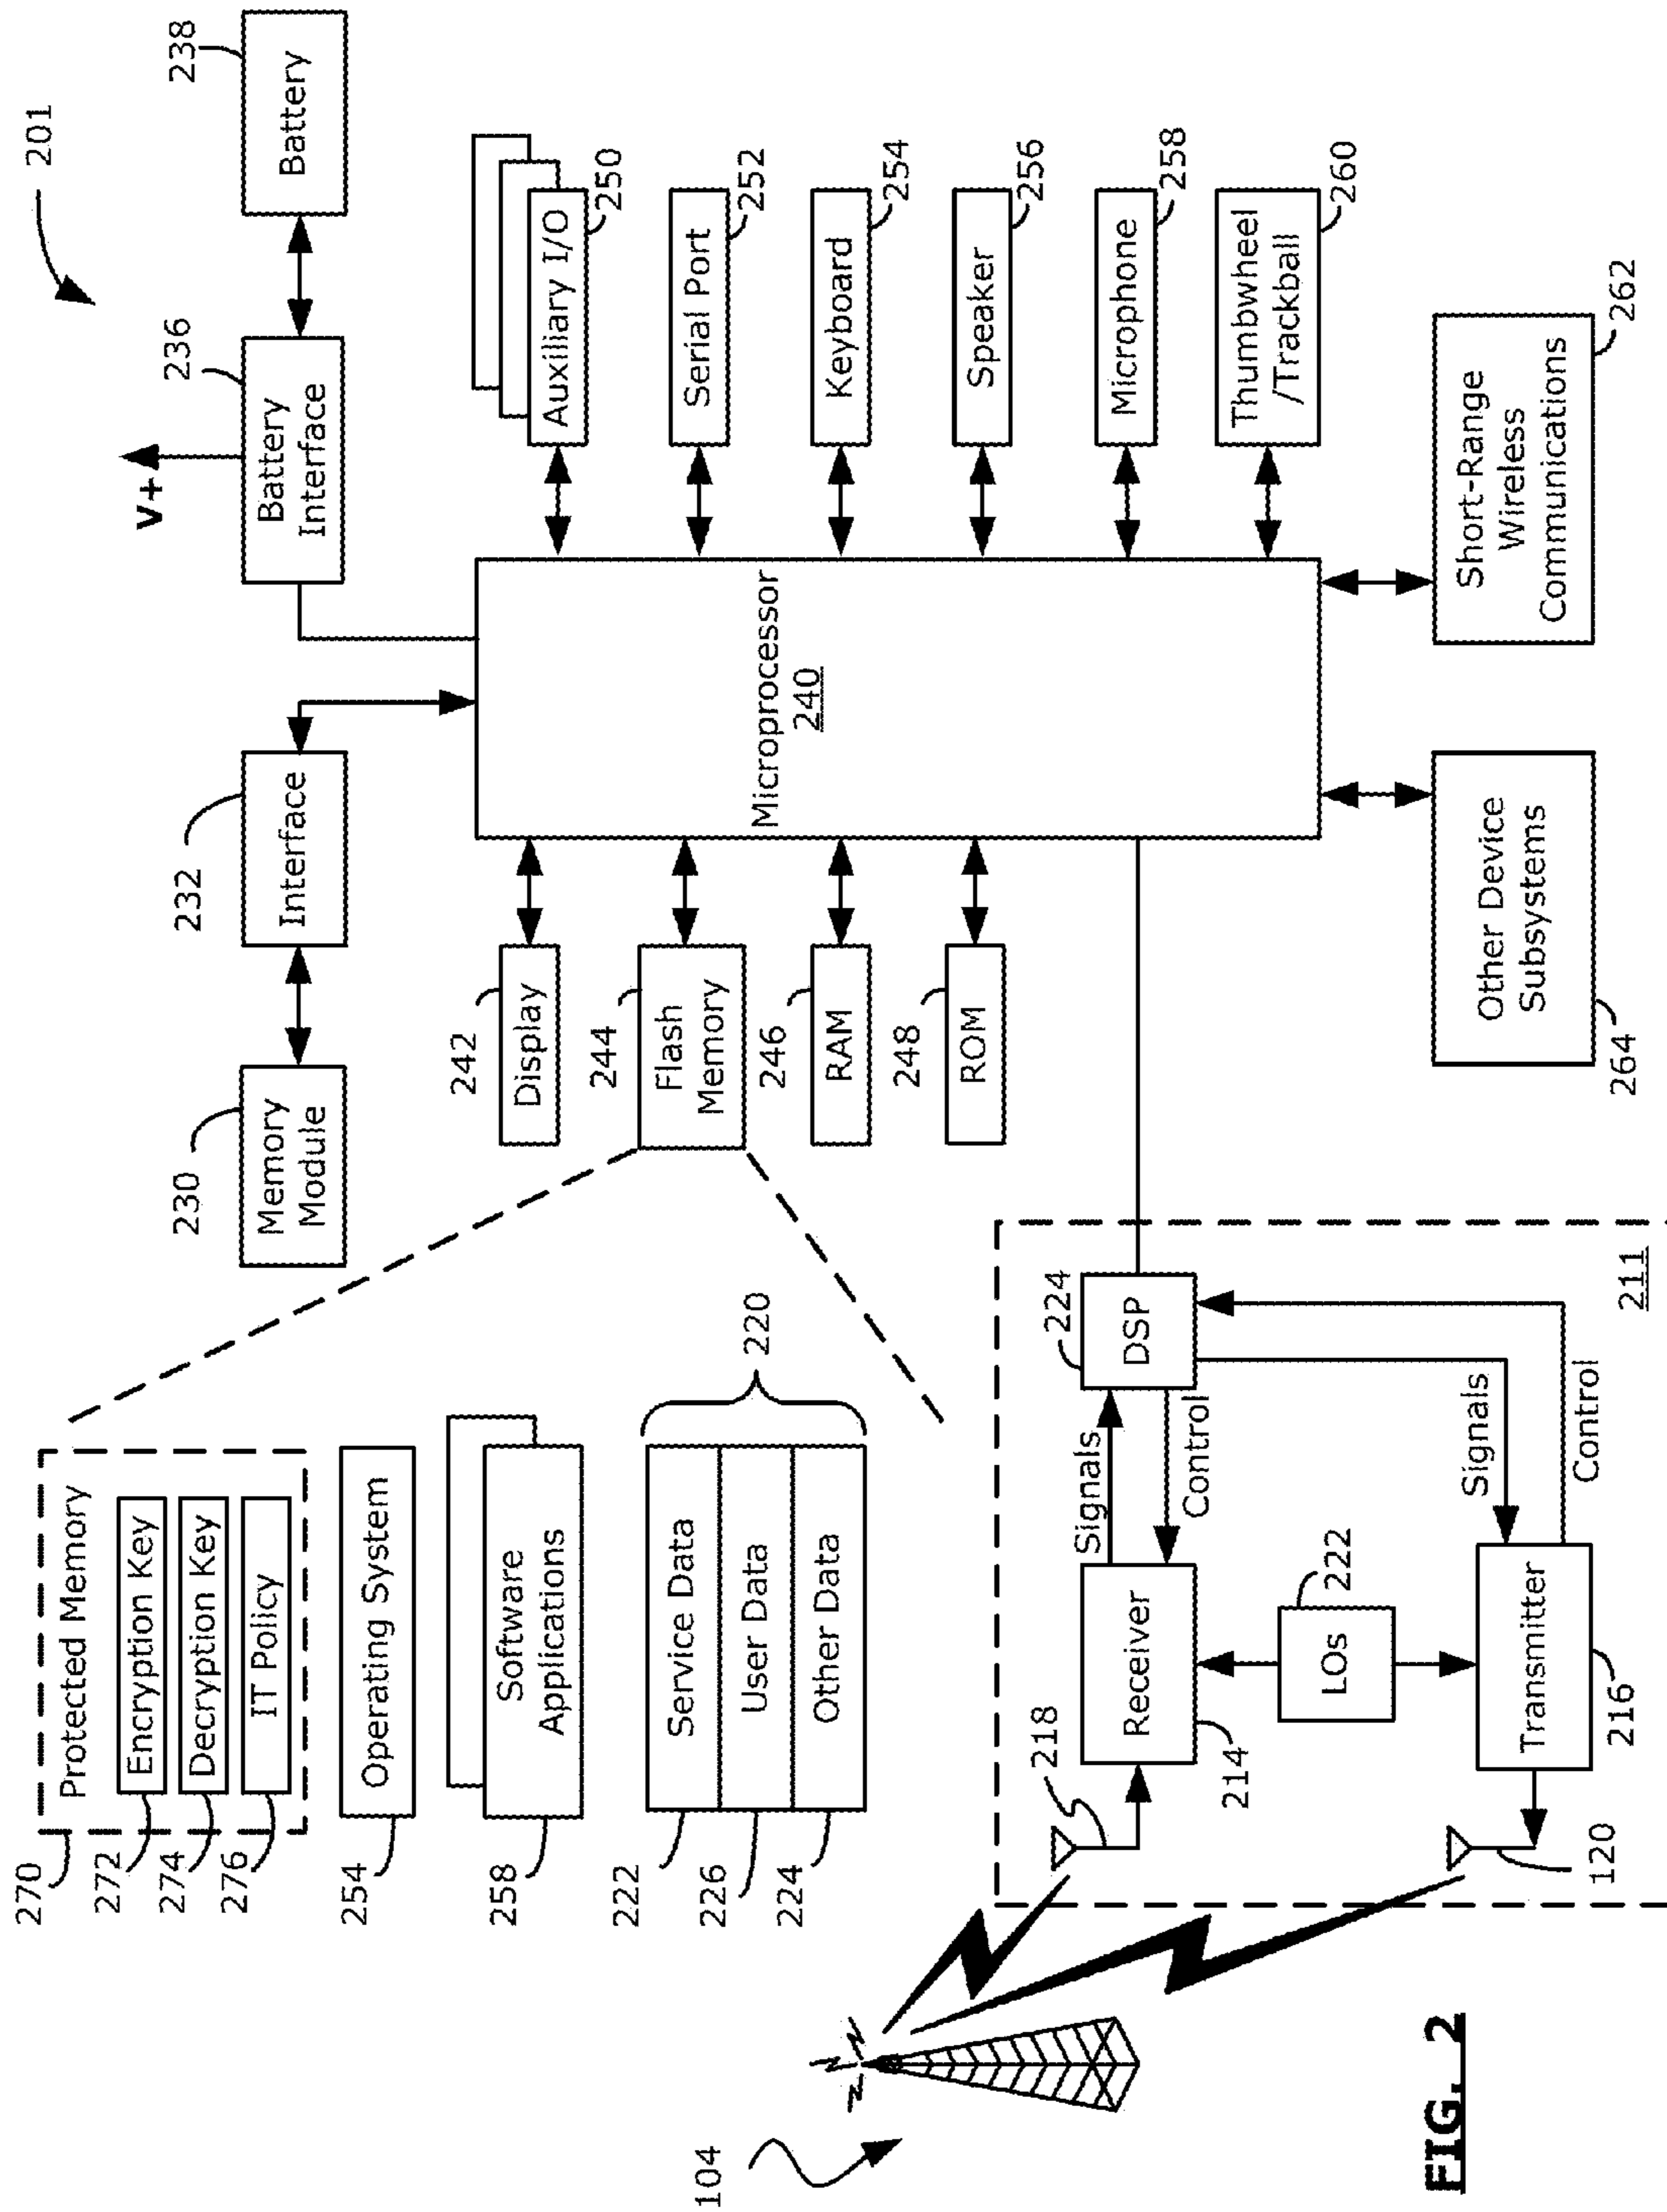 201
V+
230
Memory
Module
232
Interface
236
Battery
Interface
238
Battery
270
Protected Memory
272
Encryption Key
274
Decryption Key
276
IT Policy
254
Operating System
258
Software
Applications
222
Service Data
226
User Data
224
Other Data
220
242
Display
244
Flash
Memory
246
RAM
248
ROM
Microprocessor
240
Auxiliary I/O
250
Serial Port
252
Keyboard
254
Speaker
256
Microphone
258
Thumbwheel
/Trackball
260
Short-Range
Wireless
Communications
262
Other Device
Subsystems
264
104
218
Receiver
214
Signals
Control
224
DSP
LOs
222
Signals
Control
Transmitter
216
120
211
FIG. 2